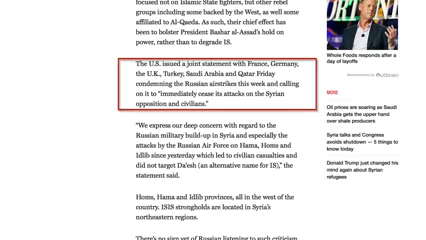 focused not on Islamic State fighters, but other rebel
groups including some backed by the West, as well some
affiliated to Al-Qaeda. As such, their chief effect has
been to bolster President Bashar al-Assad's hold on
power, rather than to degrade IS.
The U.S. issued a joint statement with France, Germany,
the U.K., Turkey, Saudi Arabia and Qatar Friday
condemning the Russian airstrikes this week and calling
on it to "immediately cease its attacks on the Syrian
opposition and civilians."
"We express our deep concern with regard to the
Russian military build-up in Syria and especially the
attacks by the Russian Air Force on Hama, Homs and
Idlib since yesterday which led to civilian casualties and
did not target Da'esh (an alternative name for IS)," the
statement said.
Homs, Hama and Idlib provinces, all in the west of the
country. ISIS strongholds are located in Syria's
northeastern regions.
There's no sign yet of Russian listening to such criticism
Whole Foods responds after a
day of layoffs
MORE
Oil prices are soaring as Saudi
Arabia gets the upper hand
over shale producers
Syria talks and Congress
avoids shutdown — 5 things to
know today
Donald Trump just changed his
mind again about Syrian
refugees